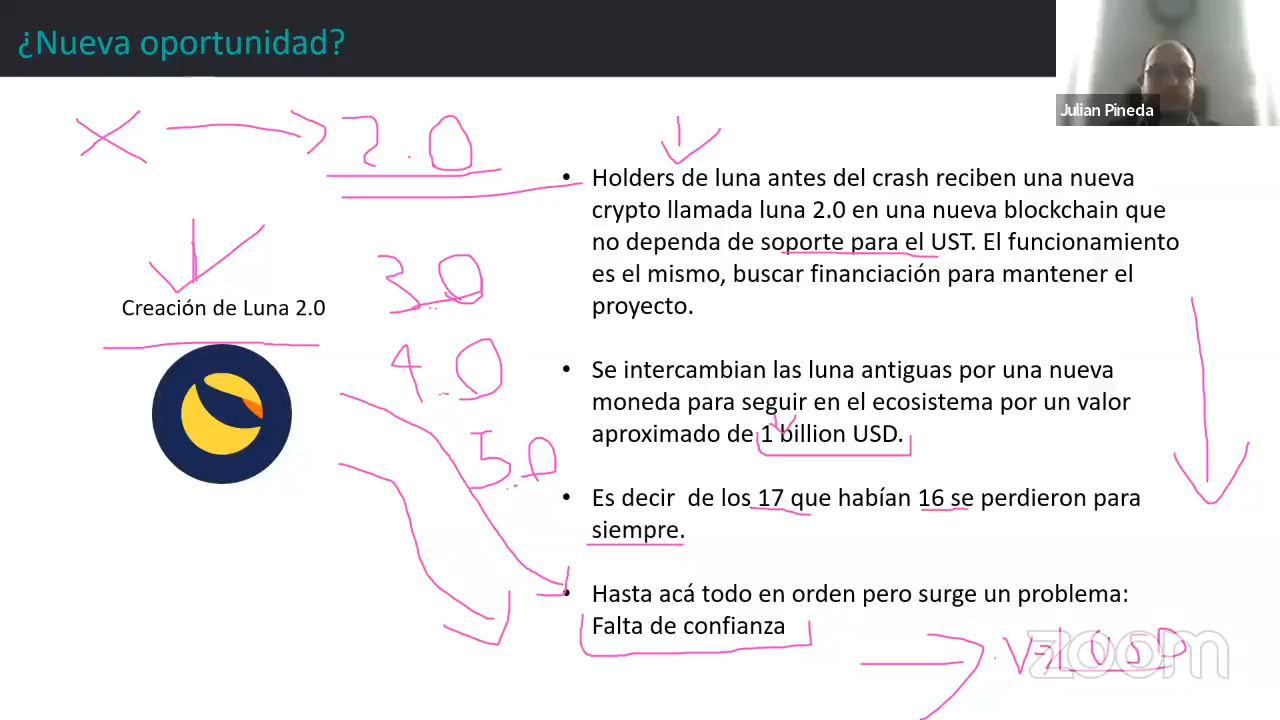 ¿Nueva oportunidad?
Julian Pineda
X → 2.0
Holders de luna antes del crash reciben una nueva
crypto llamada luna 2.0 en una nueva blockchain que
no dependa de soporte para el UST. El funcionamiento
es el mismo, buscar financiación para mantener el
proyecto.
3.0
Creación de Luna 2.0
4.0
Se intercambian las luna antiguas por una nueva
moneda para seguir en el ecosistema por un valor
aproximado de 1 billion USD.
5.0
Es decir  de los 17 que habían 16 se perdieron para
siempre.
Hasta acá todo en orden pero surge un problema:
Falta de confianza
USD
zoom